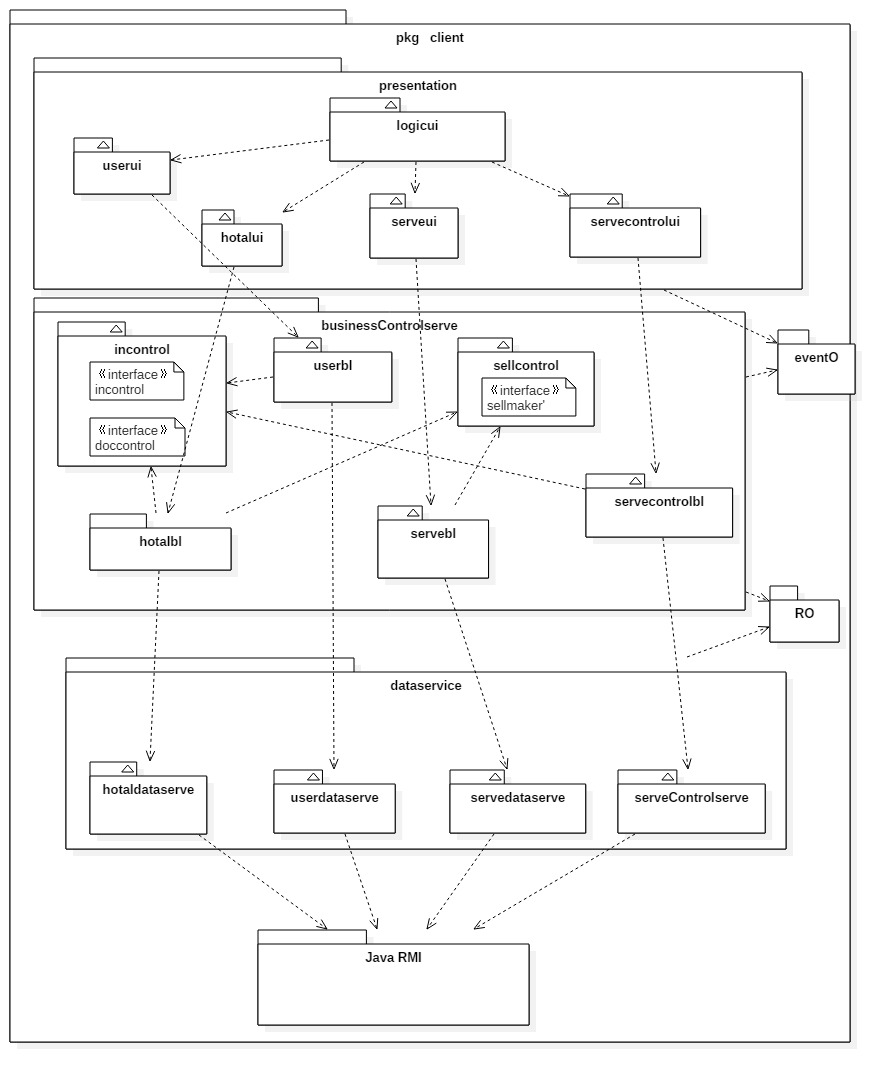 pkg client
presentation
logicui
userui
hotalui
serveui
servecontrolui
businessControlserve
incontrol
《interface》
incontrol
《interface》
doccontrol
userbl
sellcontrol
《interface》
sellmaker'
eventO
hotalbl
servebl
servecontrolbl
RO
dataservice
hotaldataserve
userdataserve
servedataserve
serveControlserve
Java RMI